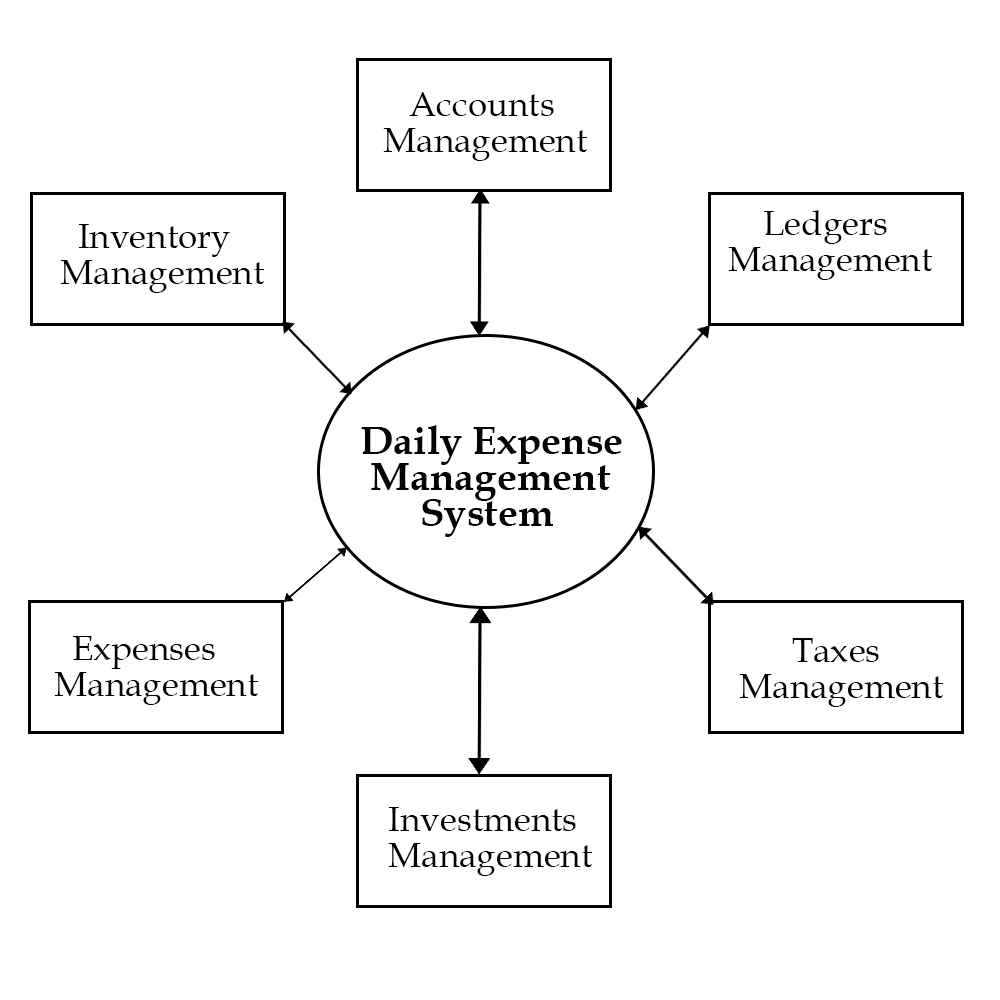 Accounts
Management
Inventory
Management
Ledgers
Management
Daily Expense
Management
System
Expenses
Management
Taxes
Management
Investments
Management